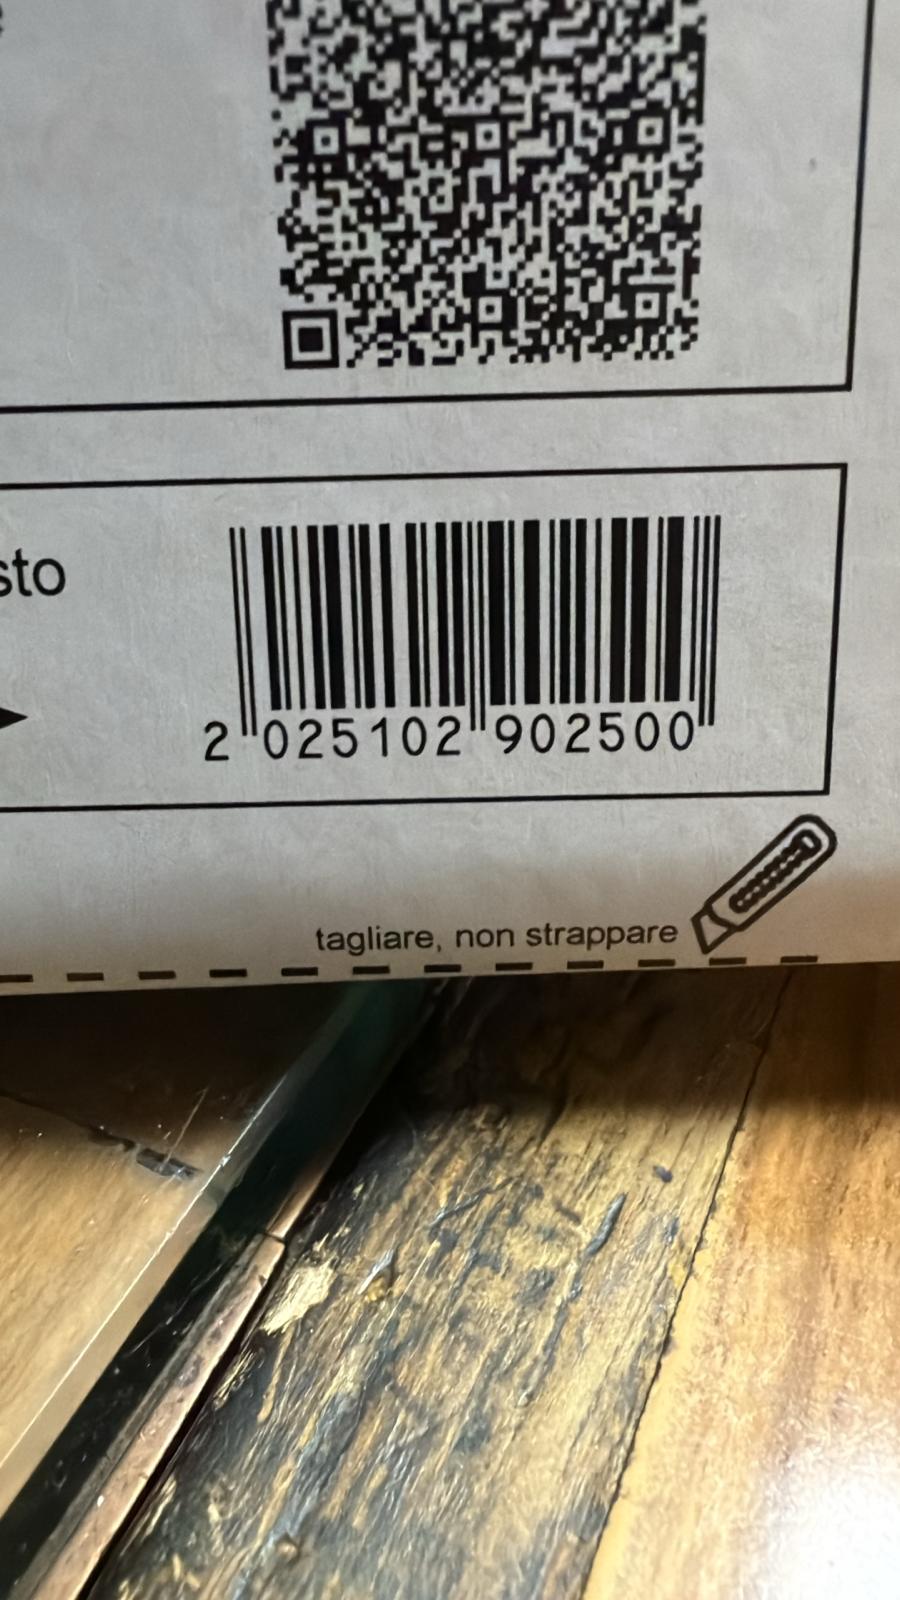 sto
2 025102 902500
tagliare, non strappare